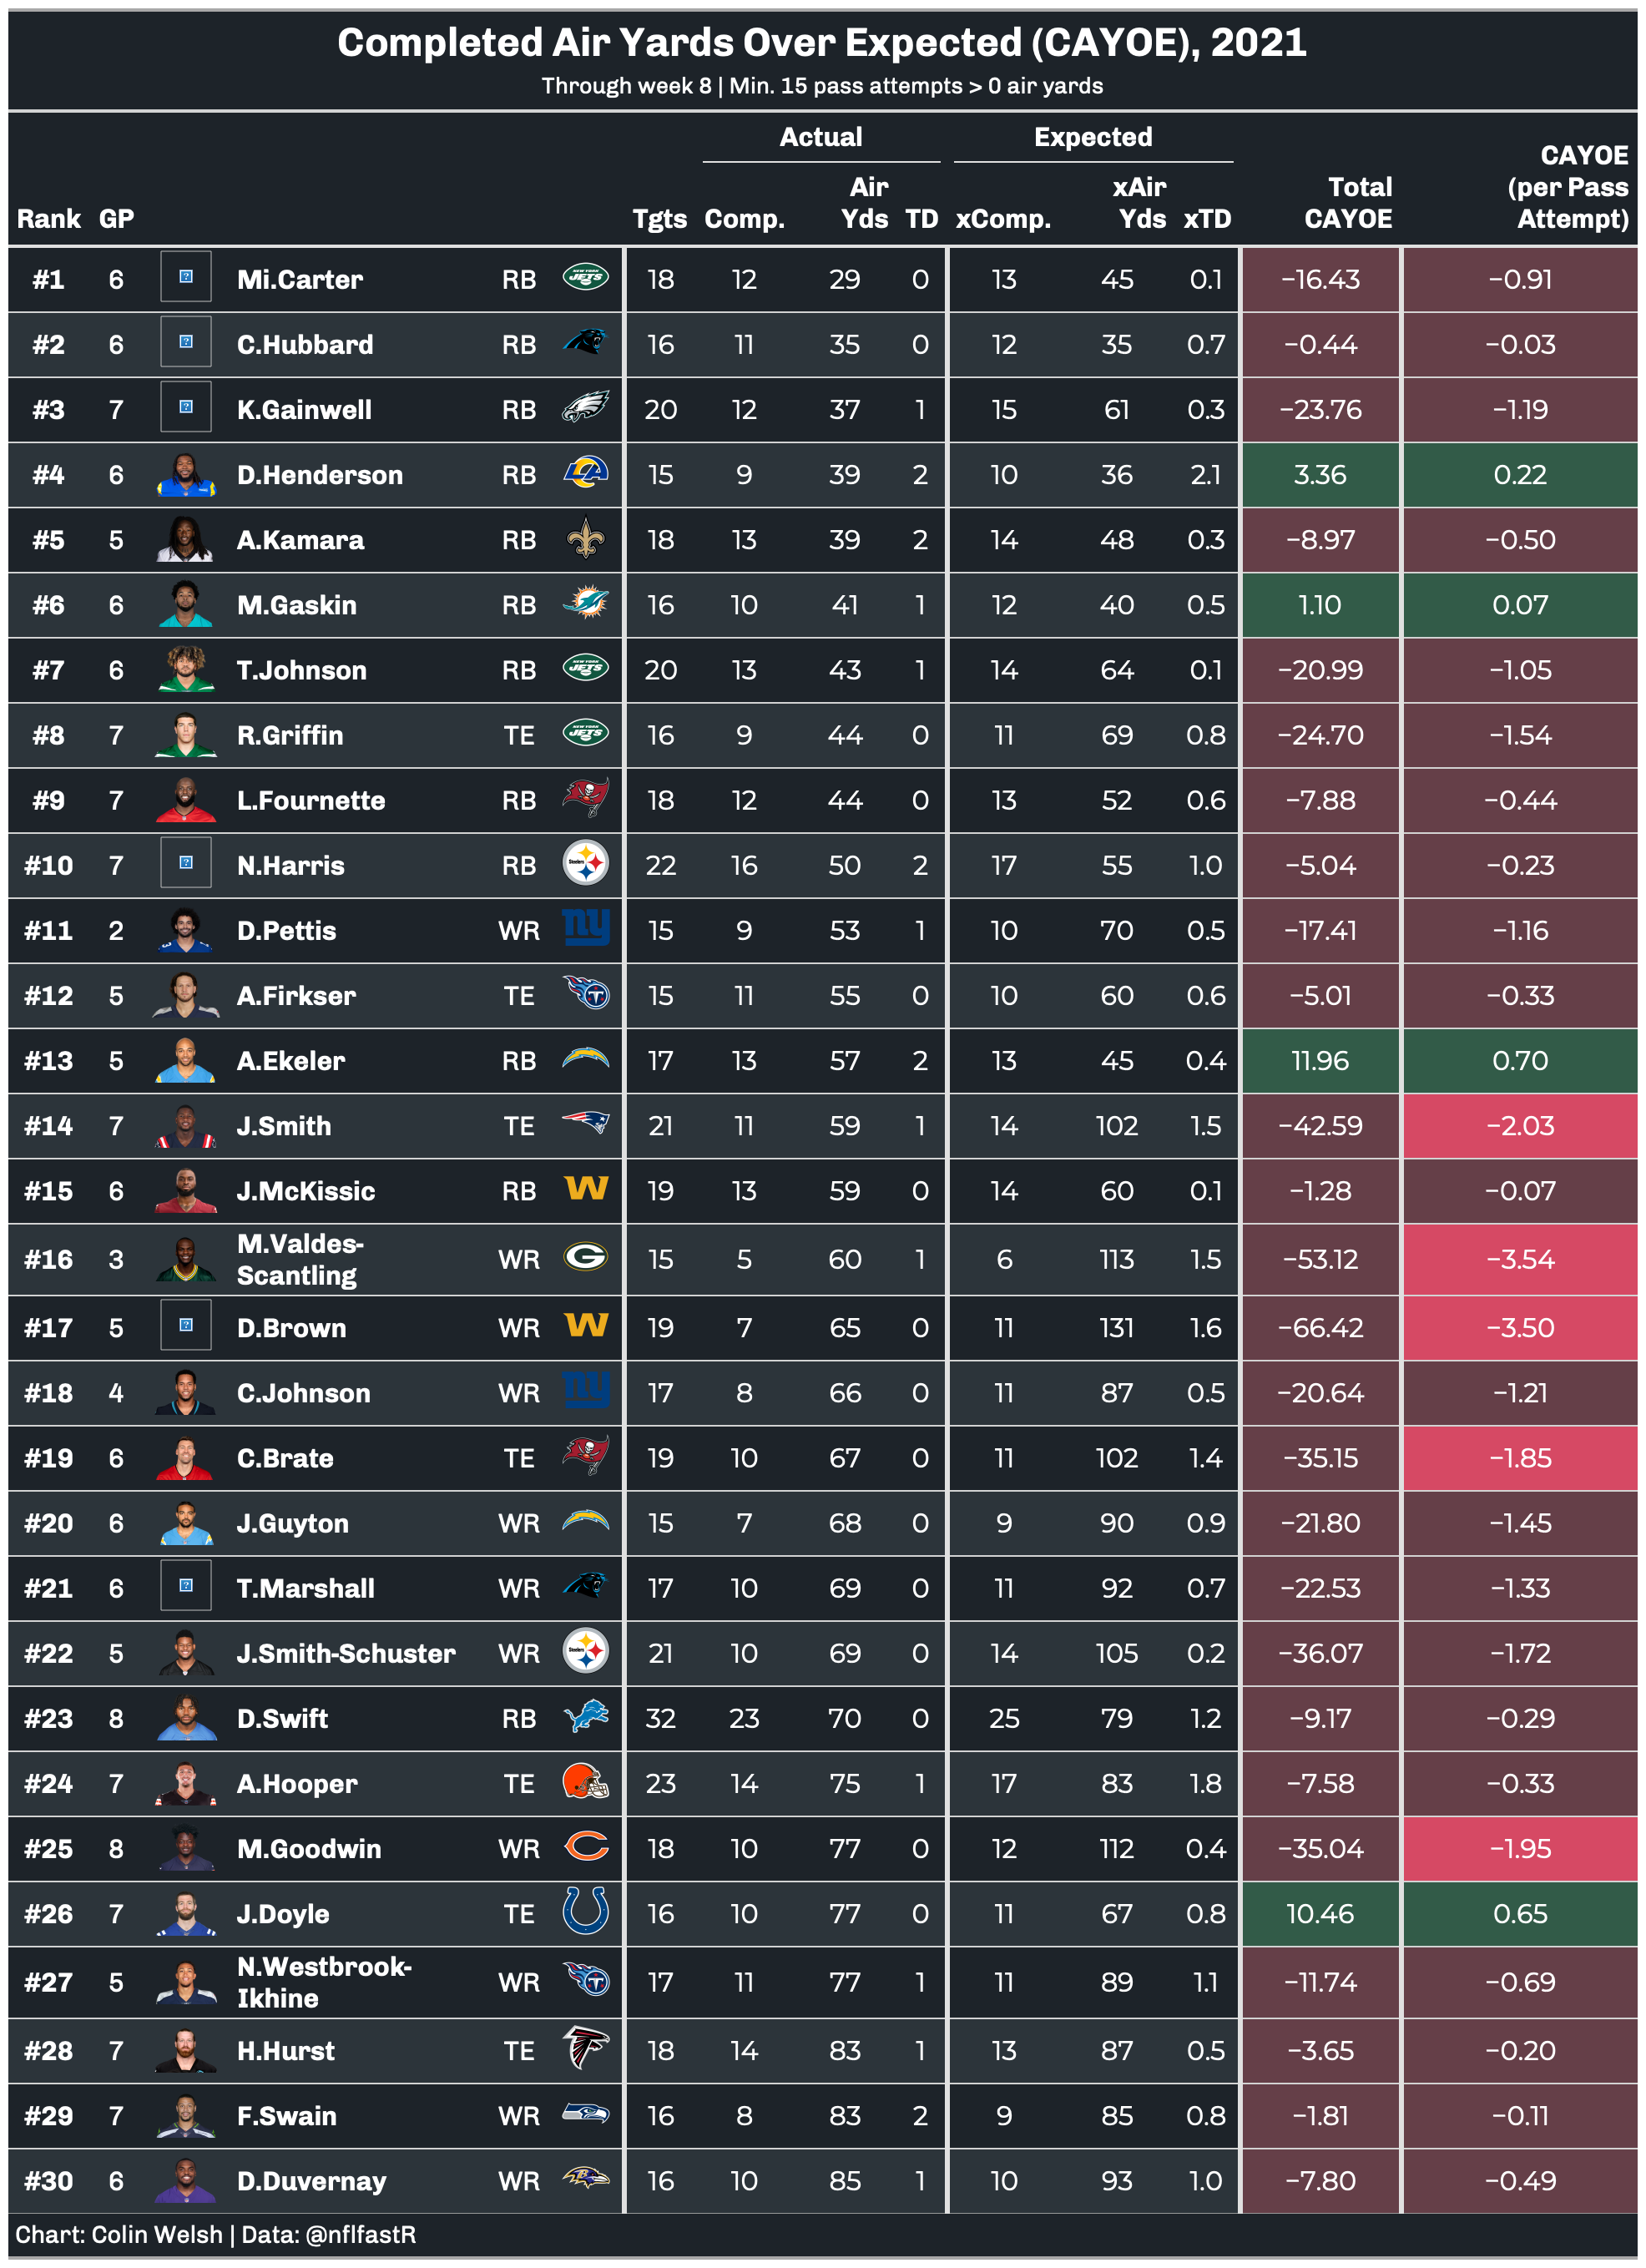 Completed Air Yards Over Expected (CAYOE), 2021
Through week 8 | Min. 15 pass attempts > 0 air yards
Actual Expected
Rank GP Tgts Comp. Air Yds TD xComp. xAir Yds xTD Total CAYOE CAYOE (per Pass Attempt)
#1 6 Mi.Carter RB NEW YORK JETS 18 12 29 0 13 45 0.1 −16.43 −0.91
#2 6 C.Hubbard RB 16 11 35 0 12 35 0.7 −0.44 −0.03
#3 7 K.Gainwell RB 20 12 37 1 15 61 0.3 −23.76 −1.19
#4 6 D.Henderson RB LA 15 9 39 2 10 36 2.1 3.36 0.22
#5 5 A.Kamara RB 18 13 39 2 14 48 0.3 −8.97 −0.50
#6 6 M.Gaskin RB 16 10 41 1 12 40 0.5 1.10 0.07
#7 6 T.Johnson RB NEW YORK JETS 20 13 43 1 14 64 0.1 −20.99 −1.05
#8 7 R.Griffin TE NEW YORK JETS 16 9 44 0 11 69 0.8 −24.70 −1.54
#9 7 L.Fournette RB 18 12 44 0 13 52 0.6 −7.88 −0.44
#10 7 N.Harris RB Steelers 22 16 50 2 17 55 1.0 −5.04 −0.23
#11 2 D.Pettis WR ny 15 9 53 1 10 70 0.5 −17.41 −1.16
#12 5 A.Firkser TE T 15 11 55 0 10 60 0.6 −5.01 −0.33
#13 5 A.Ekeler RB 17 13 57 2 13 45 0.4 11.96 0.70
#14 7 J.Smith TE 21 11 59 1 14 102 1.5 −42.59 −2.03
#15 6 J.McKissic RB W 19 13 59 0 14 60 0.1 −1.28 −0.07
#16 3 M.Valdes-Scantling WR G 15 5 60 1 6 113 1.5 −53.12 −3.54
#17 5 D.Brown WR W 19 7 65 0 11 131 1.6 −66.42 −3.50
#18 4 C.Johnson WR ny 17 8 66 0 11 87 0.5 −20.64 −1.21
#19 6 C.Brate TE 19 10 67 0 11 102 1.4 −35.15 −1.85
#20 6 J.Guyton WR 15 7 68 0 9 90 0.9 −21.80 −1.45
#21 6 T.Marshall WR 17 10 69 0 11 92 0.7 −22.53 −1.33
#22 5 J.Smith-Schuster WR Steelers 21 10 69 0 14 105 0.2 −36.07 −1.72
#23 8 D.Swift RB 32 23 70 0 25 79 1.2 −9.17 −0.29
#24 7 A.Hooper TE 23 14 75 1 17 83 1.8 −7.58 −0.33
#25 8 M.Goodwin WR C 18 10 77 0 12 112 0.4 −35.04 −1.95
#26 7 J.Doyle TE 16 10 77 0 11 67 0.8 10.46 0.65
#27 5 N.Westbrook-Ikhine WR T 17 11 77 1 11 89 1.1 −11.74 −0.69
#28 7 H.Hurst TE 18 14 83 1 13 87 0.5 −3.65 −0.20
#29 7 F.Swain WR 16 8 83 2 9 85 0.8 −1.81 −0.11
#30 6 D.Duvernay WR 16 10 85 1 10 93 1.0 −7.80 −0.49
Chart: Colin Welsh | Data: @nflfastR